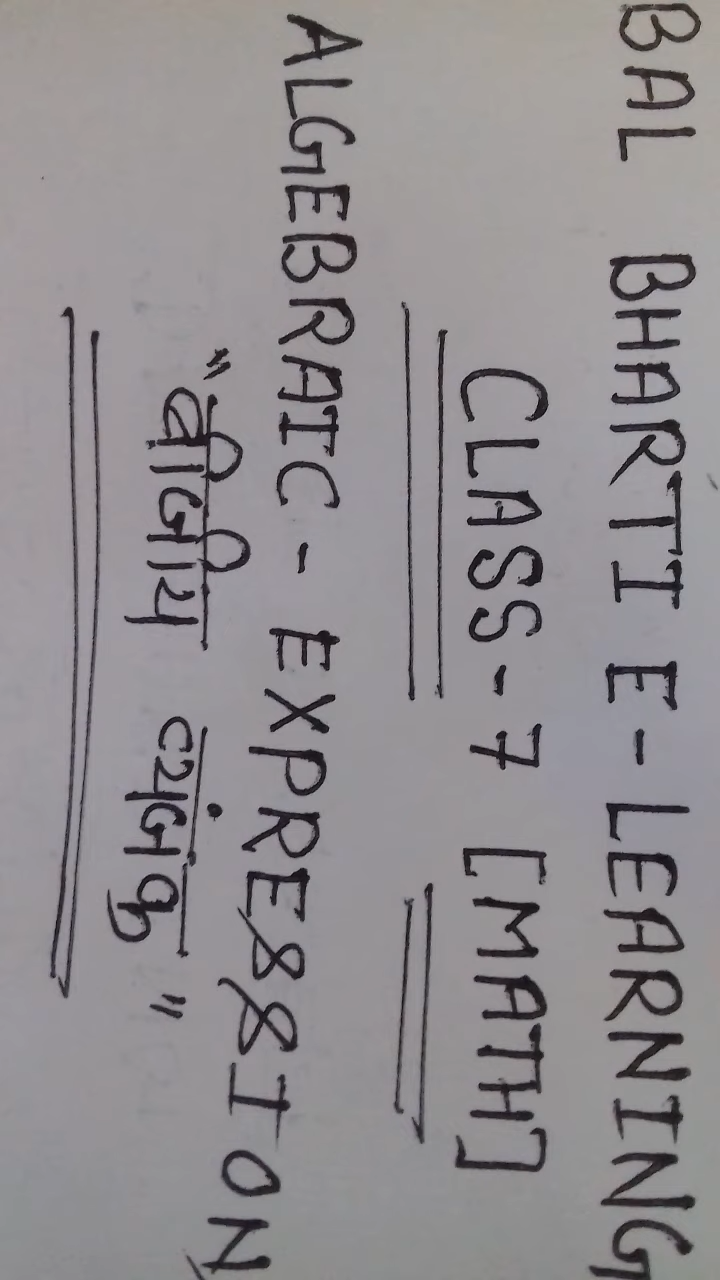 BAL BHARTI E-LEARNING
CLASS-7 [MATH]
ALGEBRAIC - EXPRESSION
"बीजीय व्यंजक"